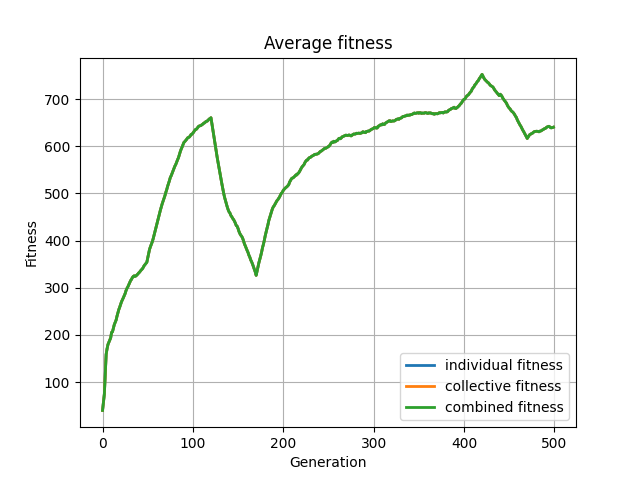 Average fitness
Fitness
700
600
500
400
300
200
100
individual fitness
collective fitness
combined fitness
0 100 200 300 400 500
Generation